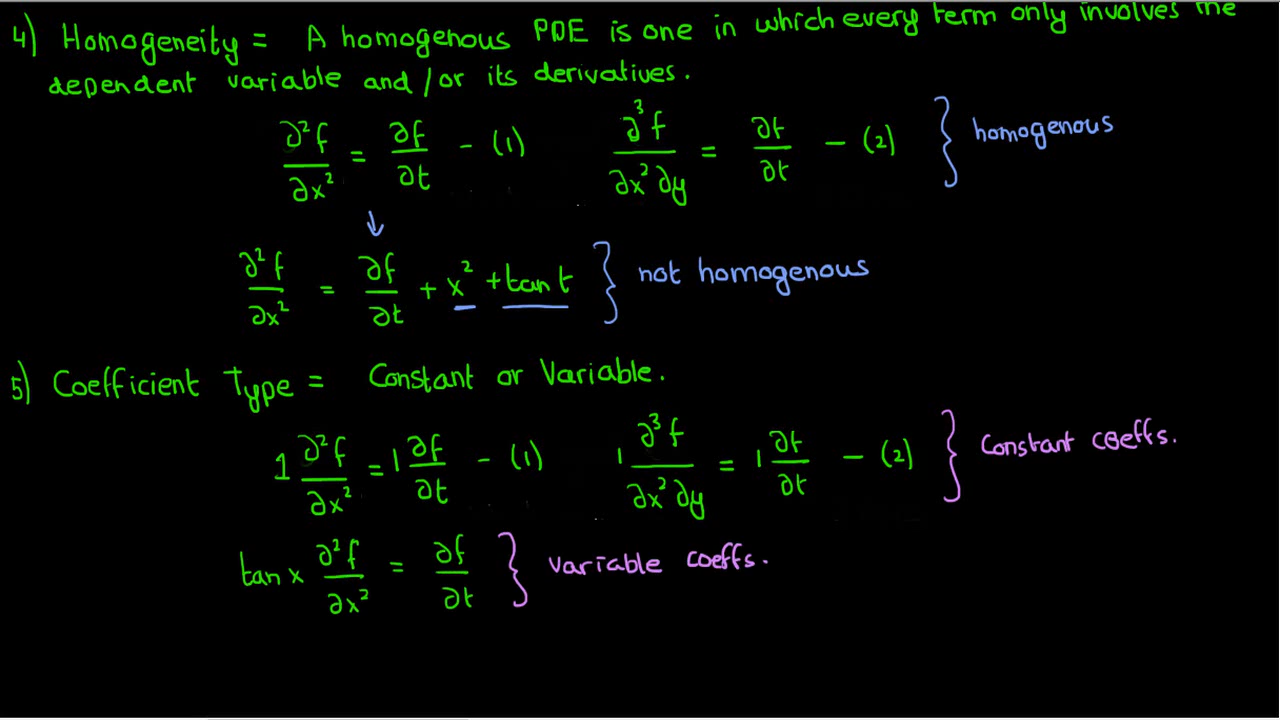 4) Homogeneity = A homogenous PDE is one in which every term only involves the
dependent variable and/or its derivatives.
∂²f/∂x² = ∂f/∂t - (1) ∂³f/∂x²∂y = ∂f/∂t - (2) } homogenous
↓
∂²f/∂x² = ∂f/∂t + x² + tan t } not homogenous
5) Coefficient Type = Constant or Variable.
1 ∂²f/∂x² = 1 ∂f/∂t - (1) 1 ∂³f/∂x²∂y = 1 ∂f/∂t - (2) } Constant coeffs.
tan x ∂²f/∂x² = ∂f/∂t } variable coeffs.